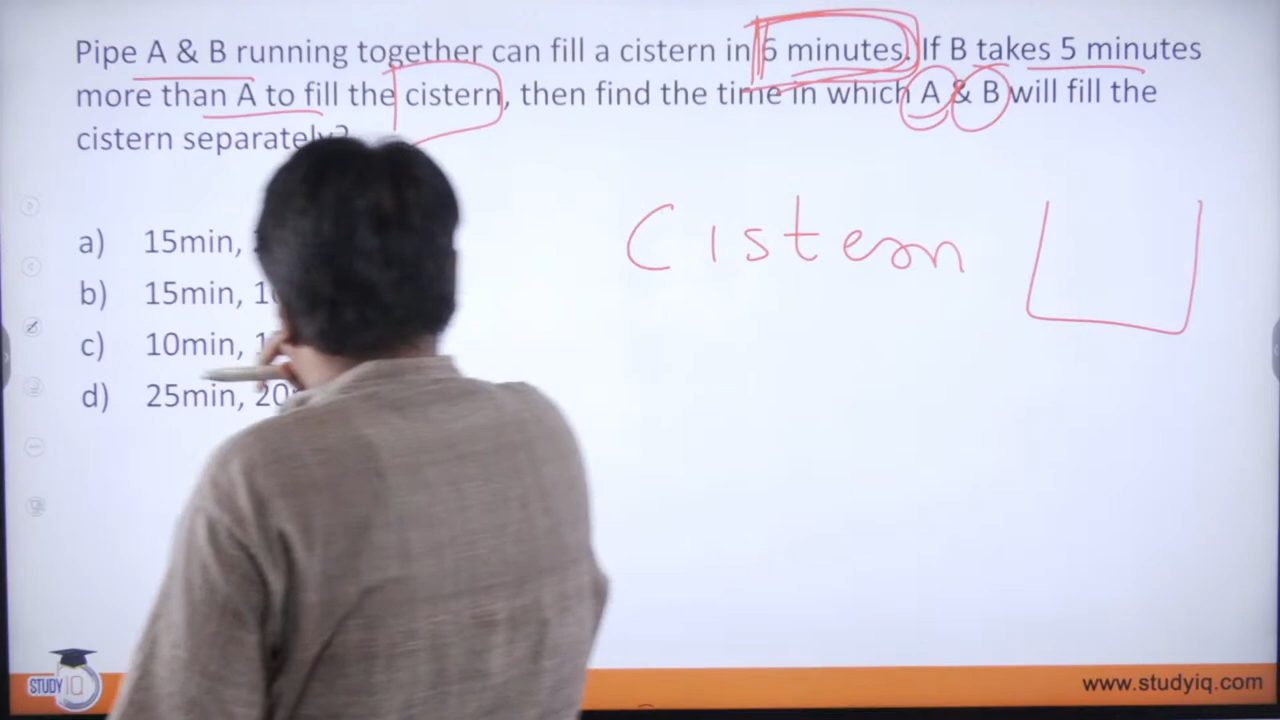 Pipe A & B running together can fill a cistern in 6 minutes. If B takes 5 minutes
more than A to fill the cistern, then find the time in which A & B will fill the
cistern separately?
Cistern
a) 15min,
b) 15min,
c) 10min,
d) 25min,
STUDY IQ
www.studyiq.com